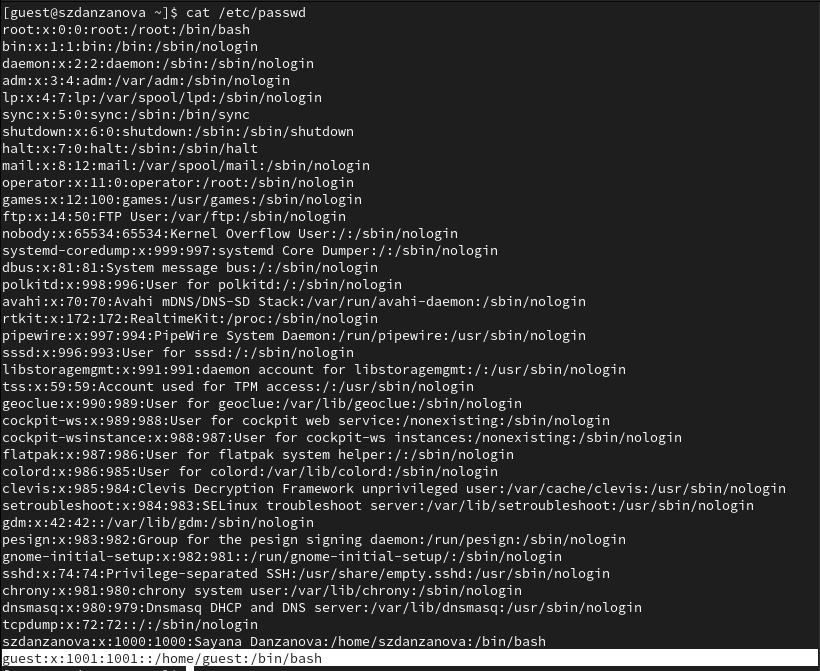 [guest@szdanzanova ~]$ cat /etc/passwd
root:x:0:0:root:/root:/bin/bash
bin:x:1:1:bin:/bin:/sbin/nologin
daemon:x:2:2:daemon:/sbin:/sbin/nologin
adm:x:3:4:adm:/var/adm:/sbin/nologin
lp:x:4:7:lp:/var/spool/lpd:/sbin/nologin
sync:x:5:0:sync:/sbin:/bin/sync
shutdown:x:6:0:shutdown:/sbin:/sbin/shutdown
halt:x:7:0:halt:/sbin:/sbin/halt
mail:x:8:12:mail:/var/spool/mail:/sbin/nologin
operator:x:11:0:operator:/root:/sbin/nologin
games:x:12:100:games:/usr/games:/sbin/nologin
ftp:x:14:50:FTP User:/var/ftp:/sbin/nologin
nobody:x:65534:65534:Kernel Overflow User:/:/sbin/nologin
systemd-coredump:x:999:997:systemd Core Dumper:/:/sbin/nologin
dbus:x:81:81:System message bus:/:/sbin/nologin
polkitd:x:998:996:User for polkitd:/:/sbin/nologin
avahi:x:70:70:Avahi mDNS/DNS-SD Stack:/var/run/avahi-daemon:/sbin/nologin
rtkit:x:172:172:RealtimeKit:/proc:/sbin/nologin
pipewire:x:997:994:PipeWire System Daemon:/run/pipewire:/usr/sbin/nologin
sssd:x:996:993:User for sssd:/:/sbin/nologin
libstoragemgmt:x:991:991:daemon account for libstoragemgmt:/:/usr/sbin/nologin
tss:x:59:59:Account used for TPM access:/:/usr/sbin/nologin
geoclue:x:990:989:User for geoclue:/var/lib/geoclue:/sbin/nologin
cockpit-ws:x:989:988:User for cockpit web service:/nonexisting:/sbin/nologin
cockpit-wsinstance:x:988:987:User for cockpit-ws instances:/nonexisting:/sbin/nologin
flatpak:x:987:986:User for flatpak system helper:/:/sbin/nologin
colord:x:986:985:User for colord:/var/lib/colord:/sbin/nologin
clevis:x:985:984:Clevis Decryption Framework unprivileged user:/var/cache/clevis:/usr/sbin/nologin
setroubleshoot:x:984:983:SELinux troubleshoot server:/var/lib/setroubleshoot:/usr/sbin/nologin
gdm:x:42:42::/var/lib/gdm:/sbin/nologin
pesign:x:983:982:Group for the pesign signing daemon:/run/pesign:/sbin/nologin
gnome-initial-setup:x:982:981::/run/gnome-initial-setup/:/sbin/nologin
sshd:x:74:74:Privilege-separated SSH:/usr/share/empty.sshd:/usr/sbin/nologin
chrony:x:981:980:chrony system user:/var/lib/chrony:/sbin/nologin
dnsmasq:x:980:979:Dnsmasq DHCP and DNS server:/var/lib/dnsmasq:/usr/sbin/nologin
tcpdump:x:72:72::/:/sbin/nologin
szdanzanova:x:1000:1000:Sayana Danzanova:/home/szdanzanova:/bin/bash
guest:x:1001:1001::/home/guest:/bin/bash